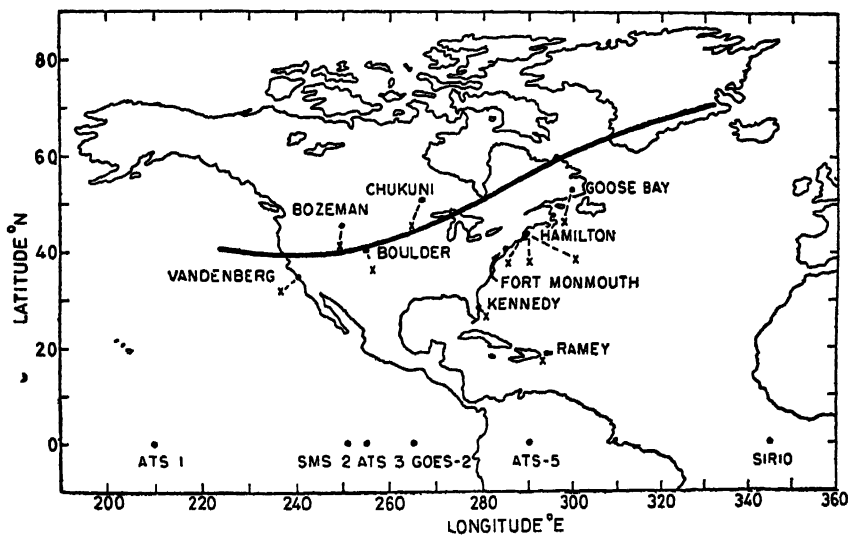 80
60
40
20
0
LATITUDE °N
CHUKUNI
BOZEMAN
GOOSE BAY
HAMILTON
BOULDER
VANDENBERG
FORT MONMOUTH
KENNEDY
RAMEY
ATS 1
SMS 2
ATS 3
GOES-2
ATS-5
SIRIO
200
220
240
260
280
300
320
340
360
LONGITUDE °E